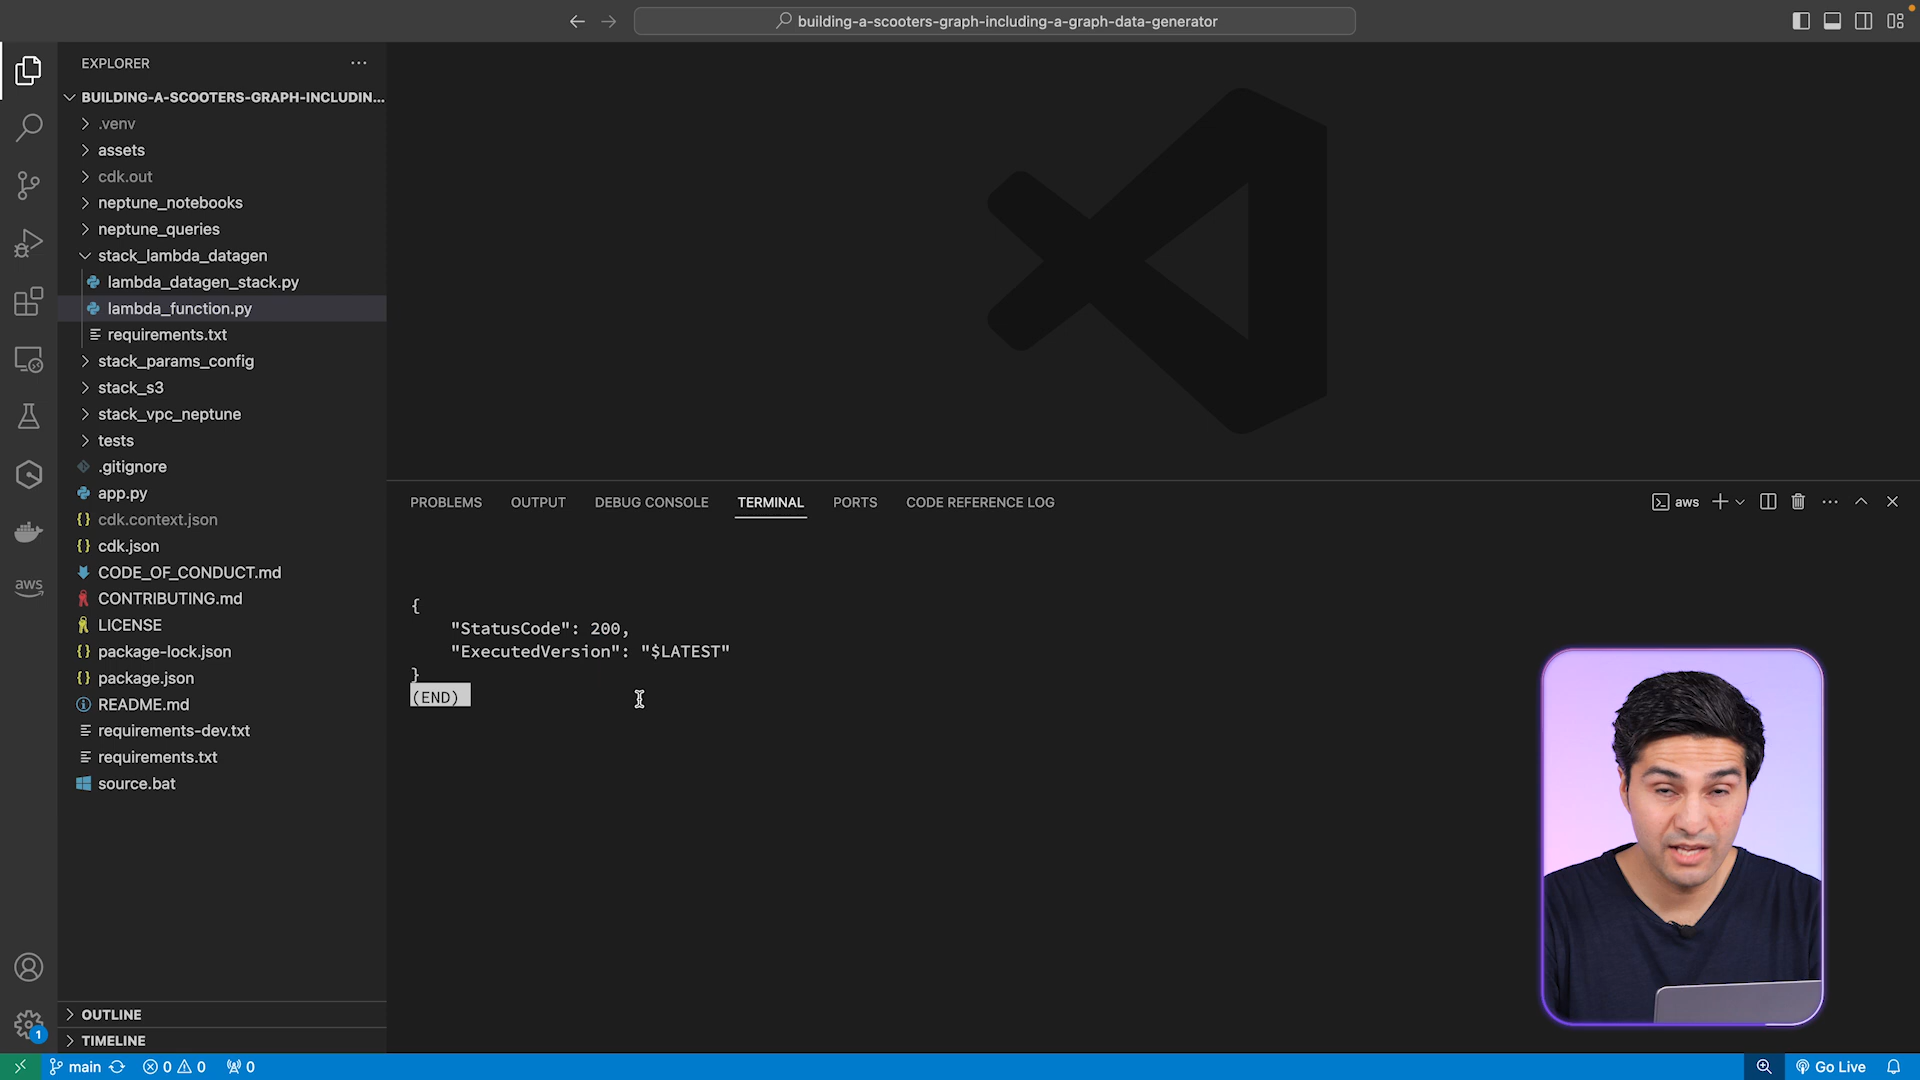 building-a-scooters-graph-including-a-graph-data-generator
EXPLORER
BUILDING-A-SCOOTERS-GRAPH-INCLUDIN...
.venv
assets
cdk.out
neptune_notebooks
neptune_queries
stack_lambda_datagen
lambda_datagen_stack.py
lambda_function.py
requirements.txt
stack_params_config
stack_s3
stack_vpc_neptune
tests
.gitignore
app.py
cdk.context.json
cdk.json
CODE_OF_CONDUCT.md
CONTRIBUTING.md
LICENSE
package-lock.json
package.json
README.md
requirements-dev.txt
requirements.txt
source.bat
OUTLINE
TIMELINE
aws
1
PROBLEMS OUTPUT DEBUG CONSOLE TERMINAL PORTS CODE REFERENCE LOG
aws
{
"StatusCode": 200,
"ExecutedVersion": "$LATEST"
}
(END)
main 0 0 0 Go Live